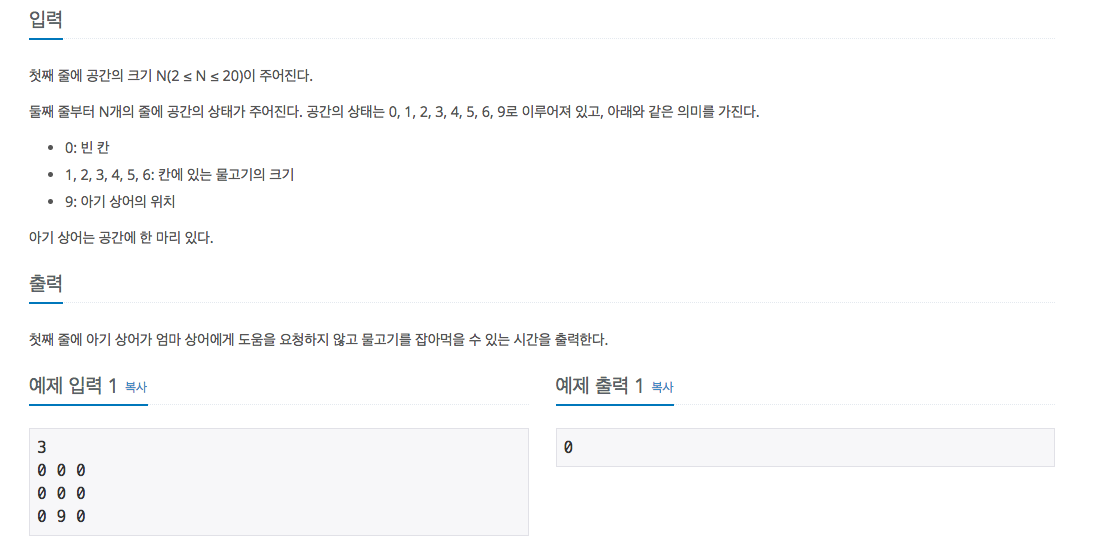 입력
첫째 줄에 공간의 크기 N(2 ≤ N ≤ 20)이 주어진다.
둘째 줄부터 N개의 줄에 공간의 상태가 주어진다. 공간의 상태는 0, 1, 2, 3, 4, 5, 6, 9로 이루어져 있고, 아래와 같은 의미를 가진다.
• 0: 빈 칸
• 1, 2, 3, 4, 5, 6: 칸에 있는 물고기의 크기
• 9: 아기 상어의 위치
아기 상어는 공간에 한 마리 있다.
출력
첫째 줄에 아기 상어가 엄마 상어에게 도움을 요청하지 않고 물고기를 잡아먹을 수 있는 시간을 출력한다.
예제 입력 1 복사
3
0 0 0
0 0 0
0 9 0
예제 출력 1 복사
0